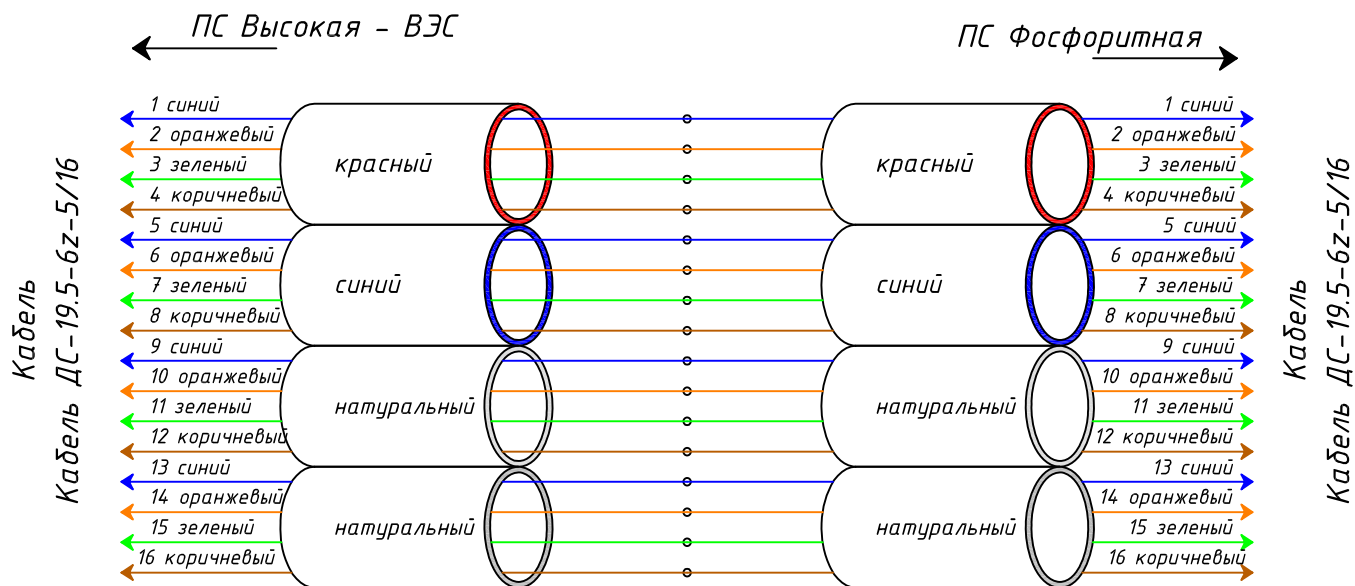 ПС Высокая - ВЭС
ПС Фосфоритная
1 синий
2 оранжевый
3 зеленый
4 коричневый
5 синий
6 оранжевый
7 зеленый
8 коричневый
9 синий
10 оранжевый
11 зеленый
12 коричневый
13 синий
14 оранжевый
15 зеленый
16 коричневый
Кабель
Кабель ДС-19.5-6z-5/16
красный
синий
натуральный
натуральный
красный
синий
натуральный
натуральный
1 синий
2 оранжевый
3 зеленый
4 коричневый
5 синий
6 оранжевый
7 зеленый
8 коричневый
9 синий
10 оранжевый
11 зеленый
12 коричневый
13 синий
14 оранжевый
15 зеленый
16 коричневый
Кабель
Кабель ДС-19.5-6z-5/16